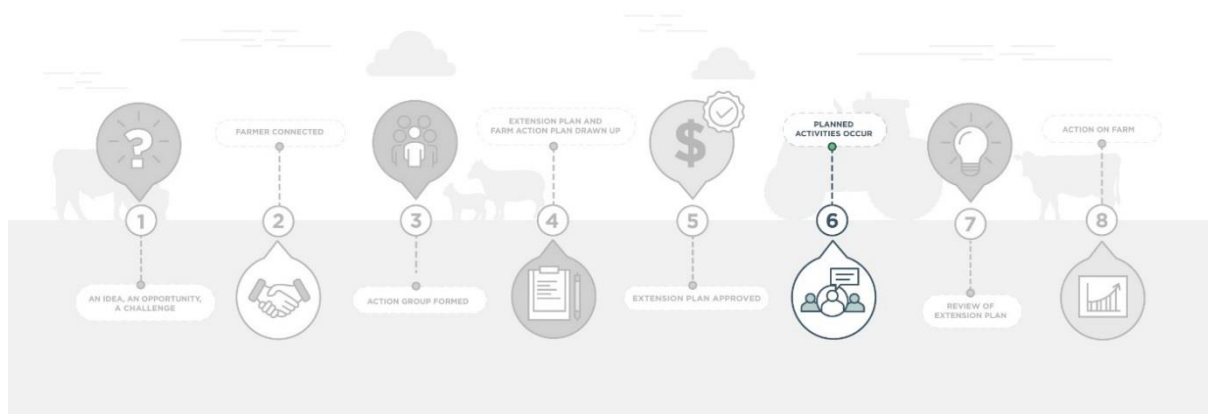 EXTENSION PLAN AND
FARM ACTION PLAN DRAWN UP
PLANNED
ACTIVITIES OCCUR
FARMER CONNECTED
ACTION ON FARM
?
$
1
2
3
4
5
6
7
8
AN IDEA, AN OPPORTUNITY,
A CHALLENGE
ACTION GROUP FORMED
EXTENSION PLAN APPROVED
REVIEW OF
EXTENSION PLAN